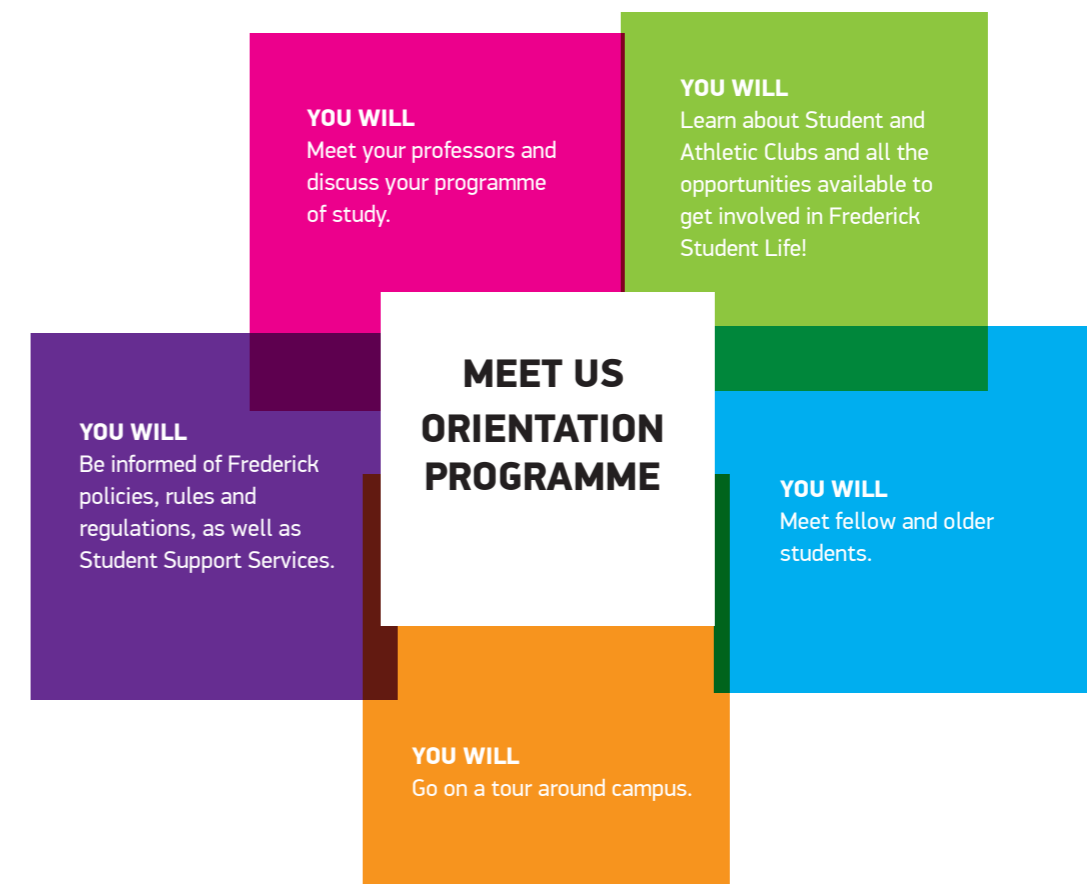 YOU WILL
Meet your professors and
discuss your programme
of study.
YOU WILL
Learn about Student and
Athletic Clubs and all the
opportunities available to
get involved in Frederick
Student Life!
MEET US
ORIENTATION
PROGRAMME
YOU WILL
Be informed of Frederick
policies, rules and
regulations, as well as
Student Support Services.
YOU WILL
Meet fellow and older
students.
YOU WILL
Go on a tour around campus.